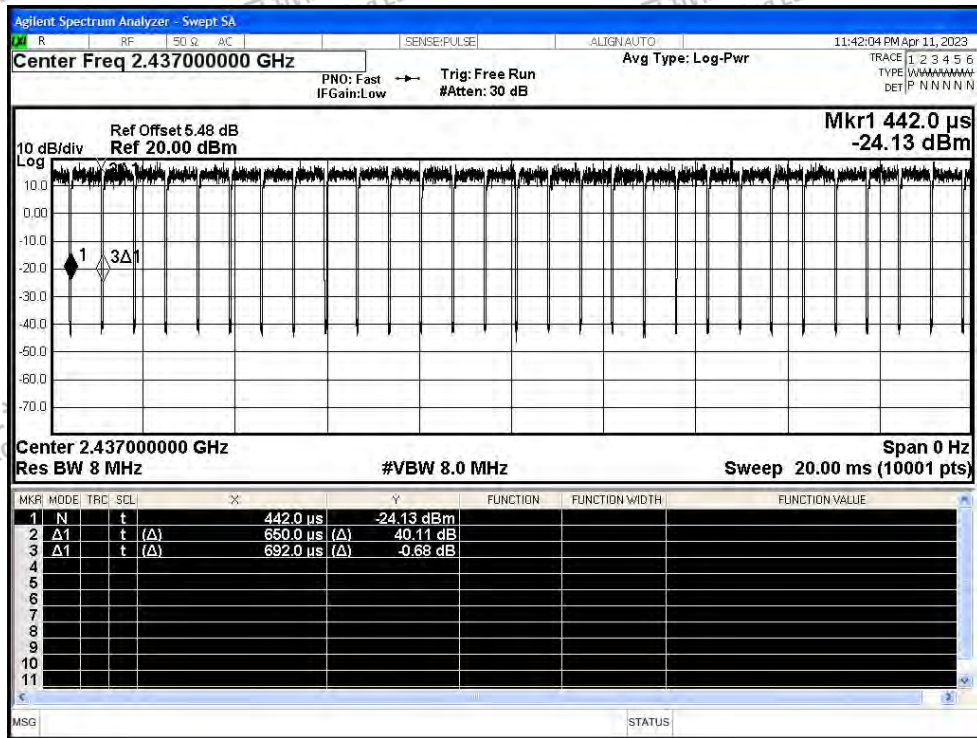 Agilent Spectrum Analyzer - Swept SA
LXI R RF 50 Ω AC SENSE:PULSE ALIGN AUTO 11:42:04 PM Apr 11, 2023
Center Freq 2.437000000 GHz
PNO: Fast
IFGain:Low
Trig: Free Run
#Atten: 30 dB
Avg Type: Log-Pwr
TRACE 1 2 3 4 5 6
TYPE WWWWWW
DET P N N N N N
Ref Offset 5.48 dB
10 dB/div Ref 20.00 dBm
Log
Mkr1 442.0 µs
-24.13 dBm
10.0
0.00
-10.0
-20.0
-30.0
-40.0
-50.0
-60.0
-70.0
2Δ1
1
3Δ1
Center 2.437000000 GHz Span 0 Hz
Res BW 8 MHz #VBW 8.0 MHz Sweep 20.00 ms (10001 pts)
MKR MODE TRC SCL X Y FUNCTION FUNCTION WIDTH FUNCTION VALUE
1 N t 442.0 µs -24.13 dBm
2 Δ1 t (Δ) 650.0 µs (Δ) 40.11 dB
3 Δ1 t (Δ) 692.0 µs (Δ) -0.68 dB
4
5
6
7
8
9
10
11
MSG STATUS